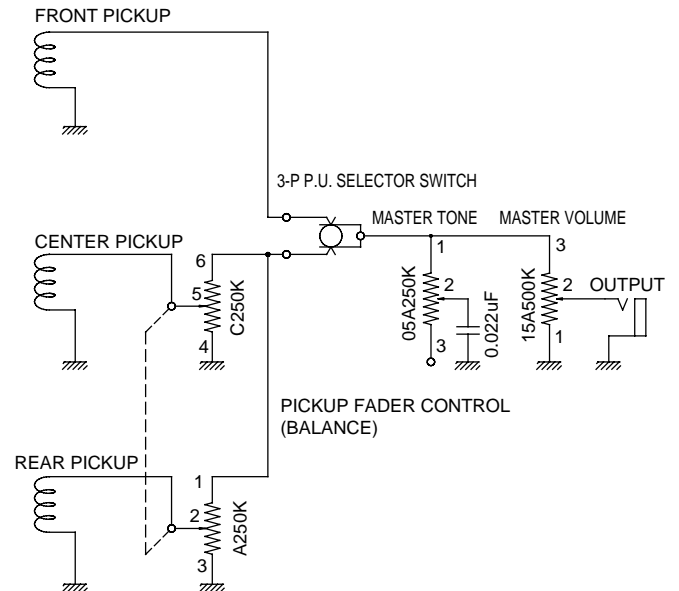 FRONT PICKUP
3-P P.U. SELECTOR SWITCH
MASTER TONE
MASTER VOLUME
CENTER PICKUP
6
5
4
C250K
1
2
3
05A250K
0.022uF
3
2
1
15A500K
OUTPUT
PICKUP FADER CONTROL
(BALANCE)
REAR PICKUP
1
2
3
A250K